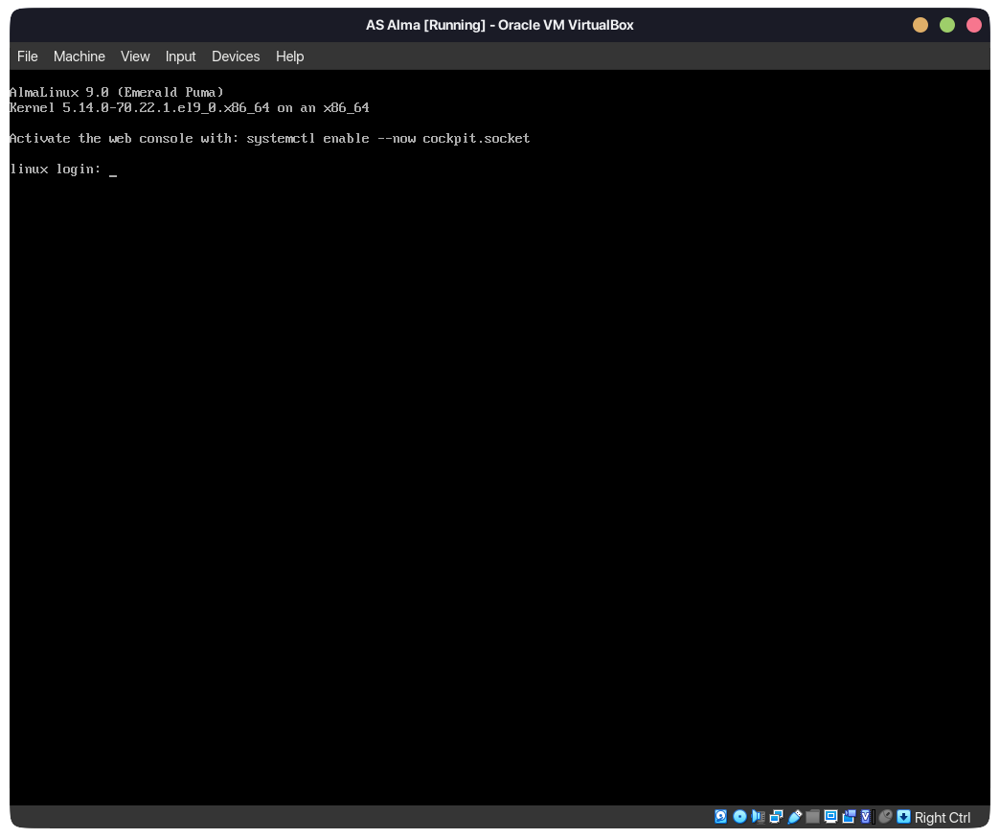 AS Alma [Running] - Oracle VM VirtualBox
File Machine View Input Devices Help
AlmaLinux 9.0 (Emerald Puma)
Kernel 5.14.0-70.22.1.el9_0.x86_64 on an x86_64
Activate the web console with: systemctl enable --now cockpit.socket
linux login: _
Right Ctrl